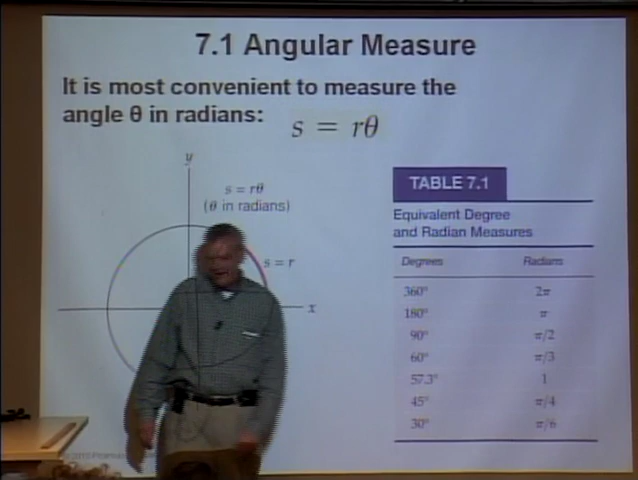 7.1 Angular Measure
It is most convenient to measure the
angle θ in radians:
s = rθ
y
s = rθ
(θ in radians)
s = r
x
TABLE 7.1
Equivalent Degree
and Radian Measures
Degrees Radians
360° 2π
180° π
90° π/2
60° π/3
57.3° 1
45° π/4
30° π/6